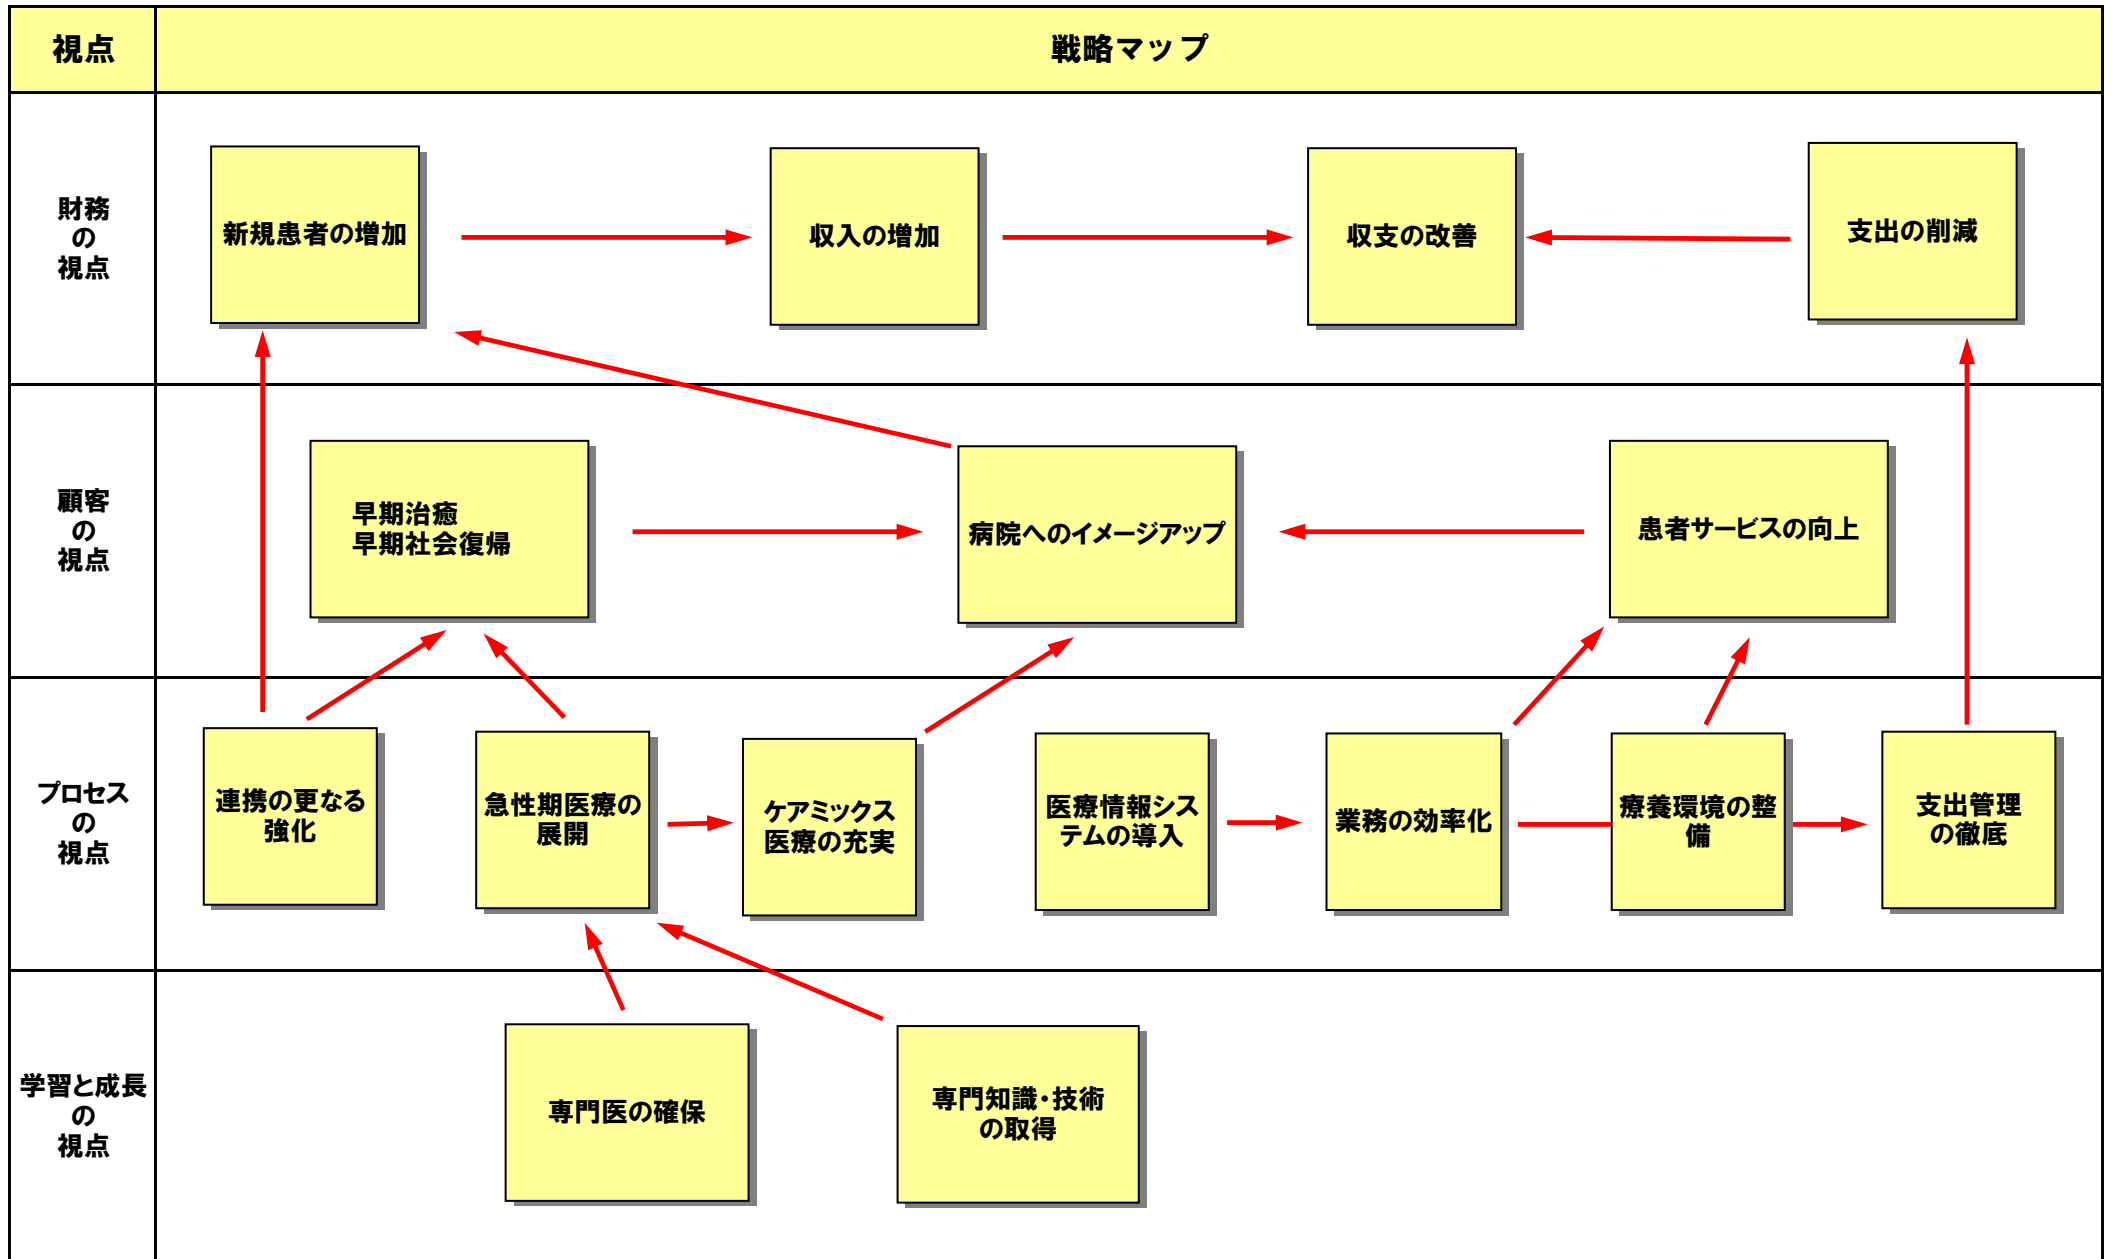 視点
戦略マップ
財務
の
視点
新規患者の増加
収入の増加
収支の改善
支出の削減
顧客
の
視点
早期治癒
早期社会復帰
病院へのイメージアップ
患者サービスの向上
プロセス
の
視点
連携の更なる
強化
急性期医療の
展開
ケアミックス
医療の充実
医療情報シス
テムの導入
業務の効率化
療養環境の整
備
支出管理
の徹底
学習と成長
の
視点
専門医の確保
専門知識・技術
の取得